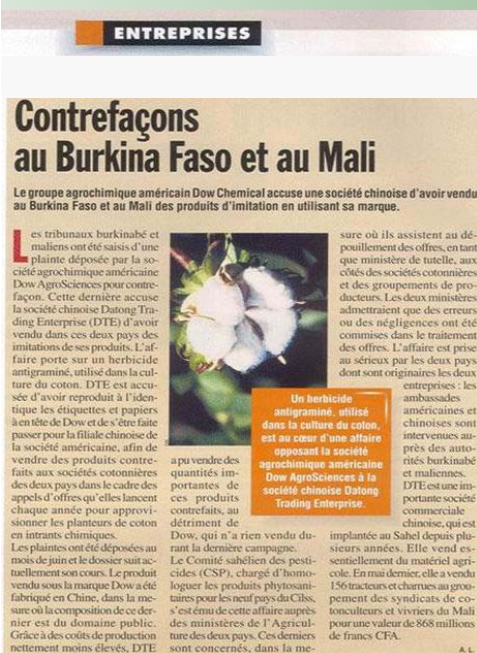 ENTREPRISES
Contrefaçons
au Burkina Faso et au Mali
Le groupe agrochimique américain Dow Chemical accuse une société chinoise d'avoir vendu
au Burkina Faso et au Mali des produits d'imitation en utilisant sa marque.
Les tribunaux burkinabé et
maliens ont été saisis d'une
plainte déposée par la so-
ciété agrochimique américaine
Dow AgroSciences pour contre-
façon. Cette dernière accuse
la société chinoise Datong Tra-
ding Enterprise (DTE) d'avoir
vendu dans ces deux pays des
imitations de ses produits. L'af-
faire porte sur un herbicide
antigraminé, utilisé dans la cul-
ture du coton. DTE est accu-
sée d'avoir reproduit à l'iden-
tique les étiquettes et papiers
à en tête de Dow et de s'être faite
passer pour la filiale chinoise de
la société américaine, afin de
vendre des produits contre-
faits aux sociétés cotonnières
des deux pays dans le cadre des
appels d'offres qu'elles lancent
chaque année pour approvi-
sionner les planteurs de coton
en intrants chimiques.
Les plaintes ont été déposées au
mois de juin et le dossier suit ac-
tuellement son cours. Le produit
vendu sous la marque Dow a été
fabriqué en Chine, dans la me-
sure où la composition de ce der-
nier est du domaine public.
Grâce à des coûts de production
nettement moins élevés, DTE
a pu vendre des
quantités im-
portantes de
ces produits
contrefaits, au
détriment de
Dow, qui n'a rien vendu du-
rant la dernière campagne.
Le Comité sahélien des pesti-
cides (CSP), chargé d'homo-
loguer les produits phytosani-
taires pour les neuf pays du Cilss,
s'est ému de cette affaire auprès
des ministères de l'Agricul-
ture des deux pays. Ces derniers
sont concernés, dans la me-
Un herbicide
antigraminé, utilisé
dans la culture du coton,
est au cœur d'une affaire
opposant la société
agrochimique américaine
Dow AgroSciences à la
société chinoise Datong
Trading Enterprise.
sure où ils assistent au dé-
pouillement des offres, en tant
que ministère de tutelle, aux
côtés des sociétés cotonnières
et des groupements de pro-
ducteurs. Les deux ministères
admettraient que des erreurs
ou des négligences ont été
commises dans le traitement
des offres. L'affaire est prise
au sérieux par les deux pays
dont sont originaires les deux
entreprises : les
ambassades
américaines et
chinoises sont
intervenues au-
près des auto-
rités burkinabé
et maliennes.
DTE est une im-
portante société
commerciale
chinoise, qui est
implantée au Sahel depuis plu-
sieurs années. Elle vend es-
sentiellement du matériel agri-
cole. En mai dernier, elle a vendu
156 tracteurs et charrues au grou-
pement des syndicats de co-
tonculteurs et vivriers du Mali
pour une valeur de 868 millions
de francs CFA.
A.L.